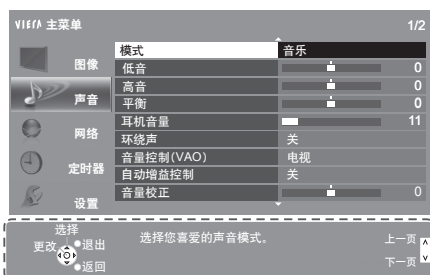 VIERA 主菜单 1/2
图像
声音
网络
定时器
设置
模式 音乐
低音 0
高音 0
平衡 0
耳机音量 11
环绕声 关
音量控制(VAO) 电视
自动增益控制 关
音量校正 0
选择
更改
退出
返回
选择您喜爱的声音模式。
上一页
下一页